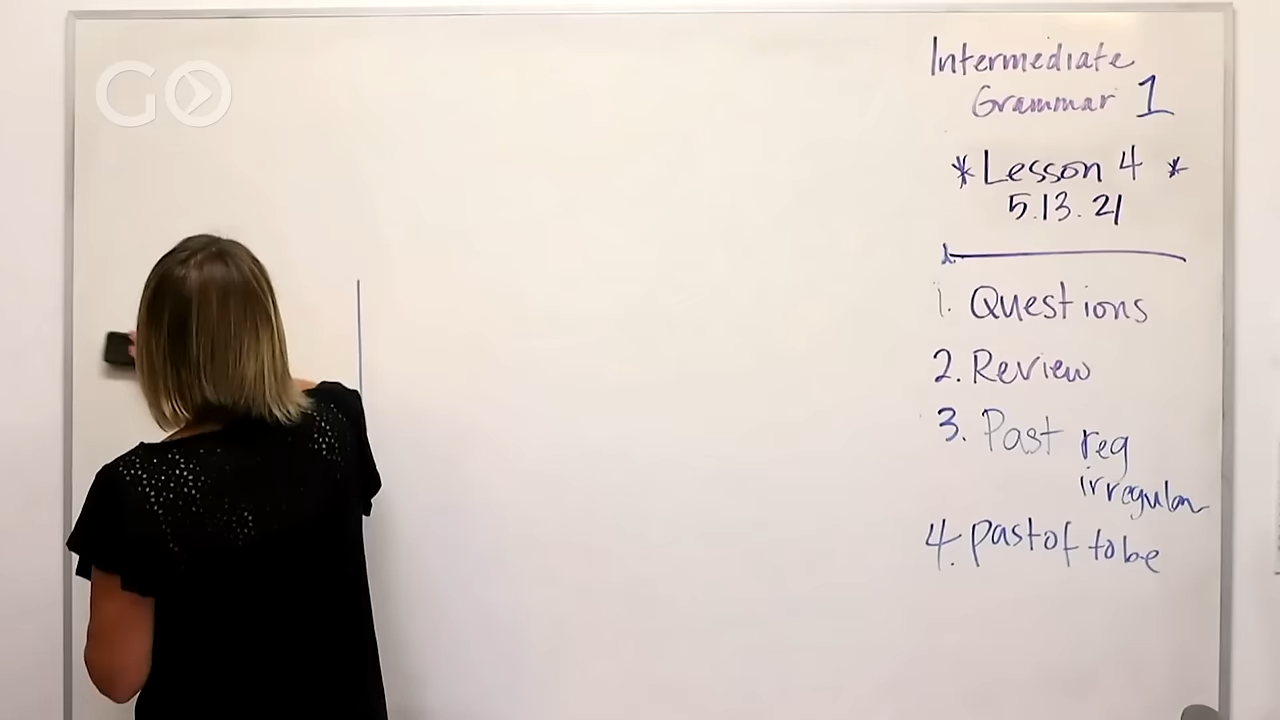 GO
Intermediate
Grammar 1
*Lesson 4 *
5.13.21
1. Questions
2. Review
3. Past reg
irregular
4. past of to be